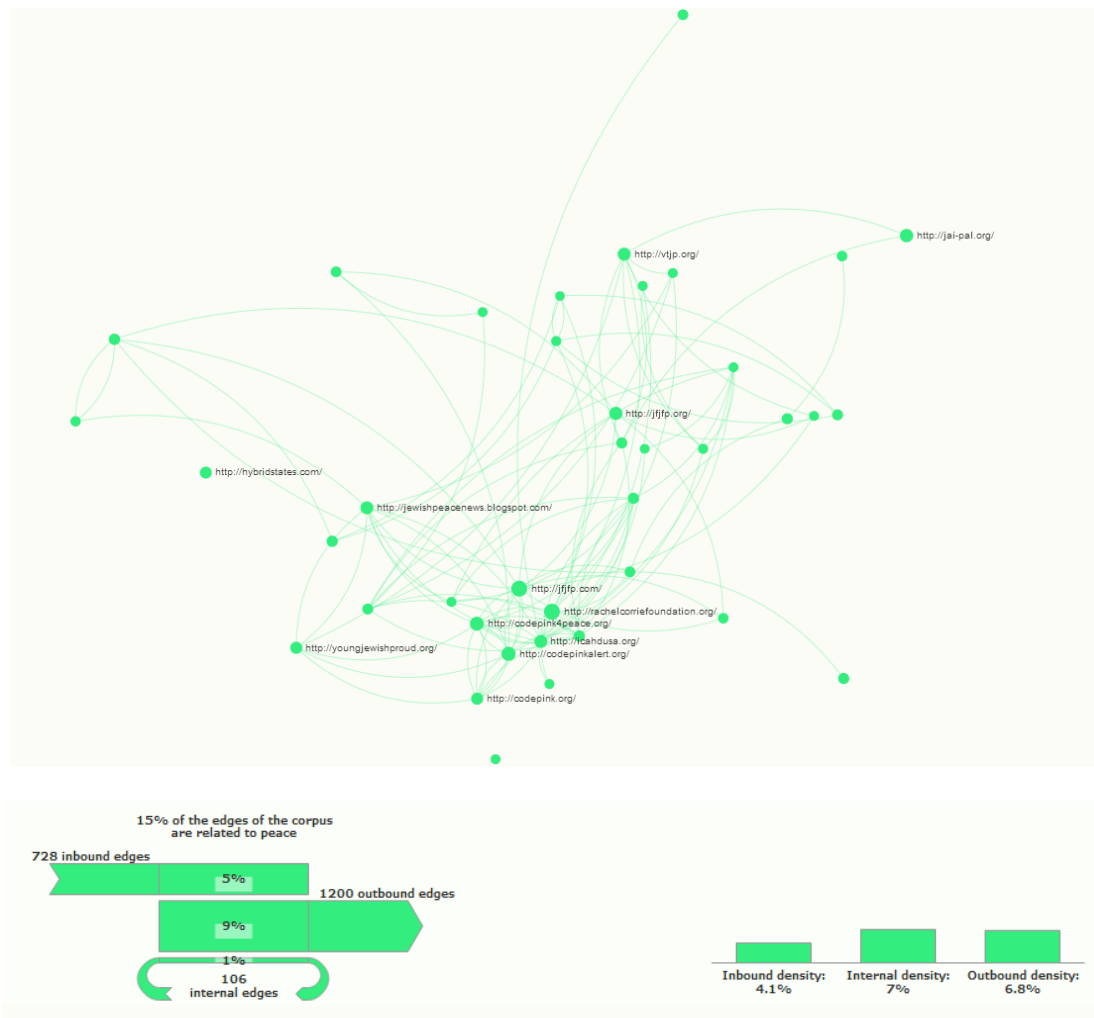 http://jai-pal.org/
http://vtjp.org/
http://jfjfp.org/
http://hybridstates.com/
http://jewishpeacenews.blogspot.com/
http://jfjfp.com/
http://rachelcorriefoundation.org/
http://codepink4peace.org/
http://icahdusa.org/
http://youngjewishproud.org/
http://codepinkalert.org/
http://codepink.org/
15% of the edges of the corpus
are related to peace
728 inbound edges
5%
1200 outbound edges
9%
1%
106
internal edges
Inbound density:
4.1%
Internal density:
7%
Outbound density:
6.8%